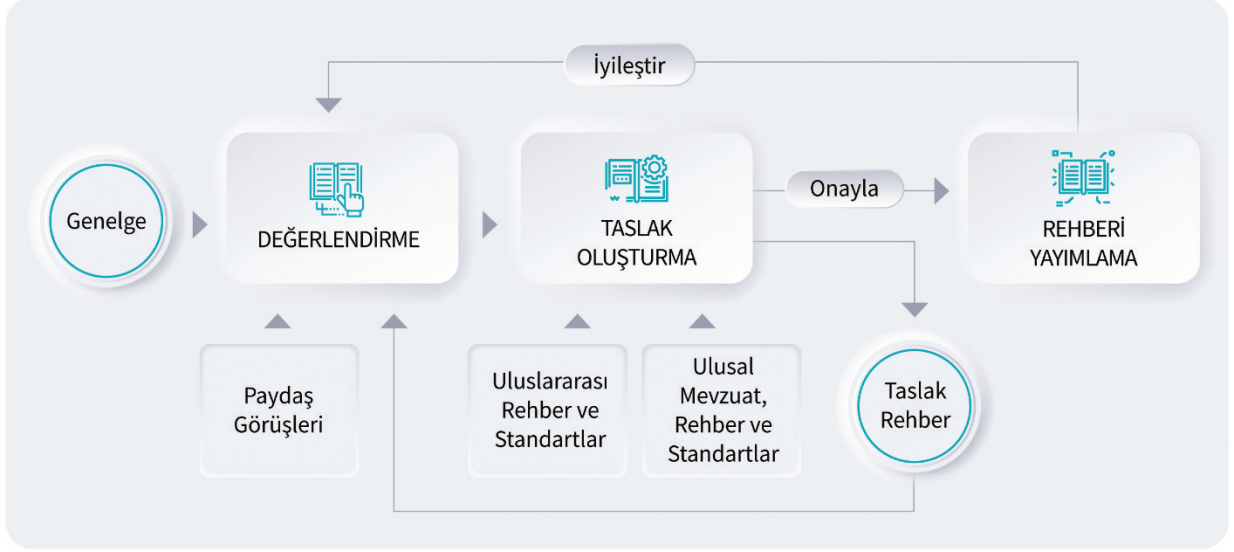 İyileştir
Genelge
DEĞERLENDİRME
TASLAK
OLUŞTURMA
Onayla
REHBERİ
YAYIMLAMA
Paydaş
Görüşleri
Uluslararası
Rehber ve
Standartlar
Ulusal
Mevzuat,
Rehber ve
Standartlar
Taslak
Rehber